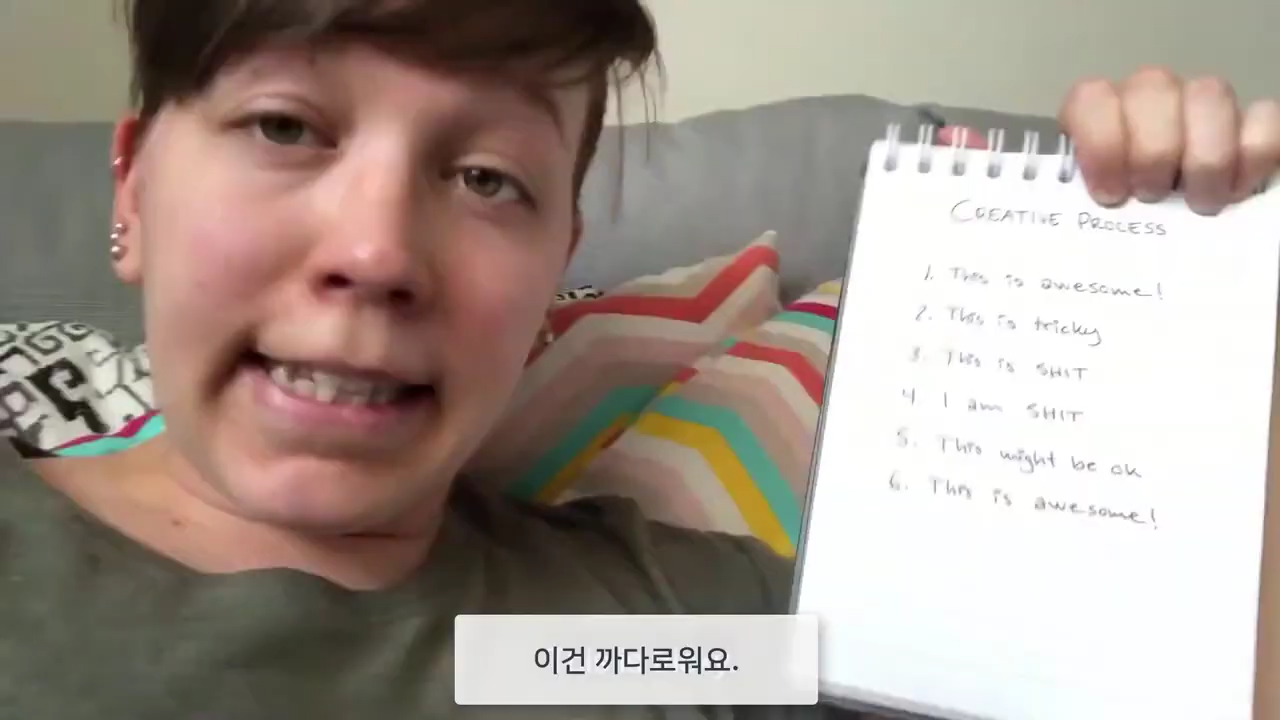 CREATIVE PROCESS
1. This is awesome!
2. This is tricky
3. This is SHIT
4 I am SHIT
5. This might be ok
6. This is awesome!
이건 까다로워요.